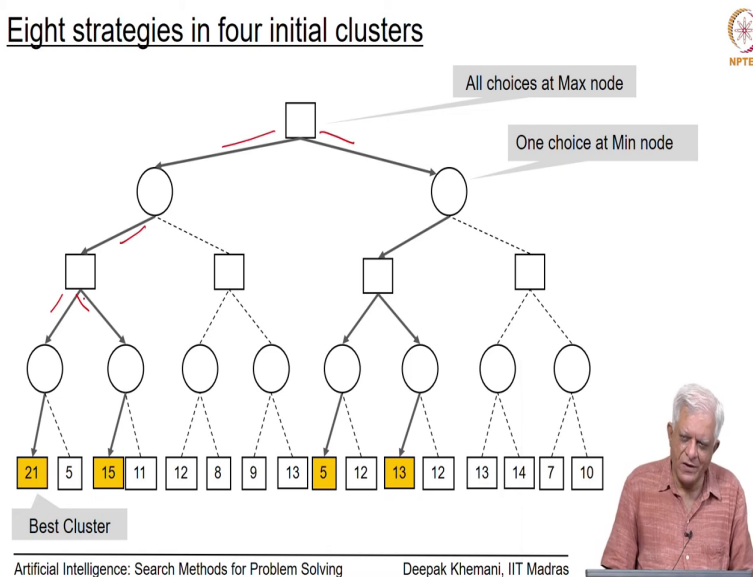 Eight strategies in four initial clusters
NPTE
All choices at Max node
One choice at Min node
21 5 15 11 12 8 9 13 5 12 13 12 13 14 7 10
Best Cluster
Artificial Intelligence: Search Methods for Problem Solving Deepak Khemani, IIT Madras